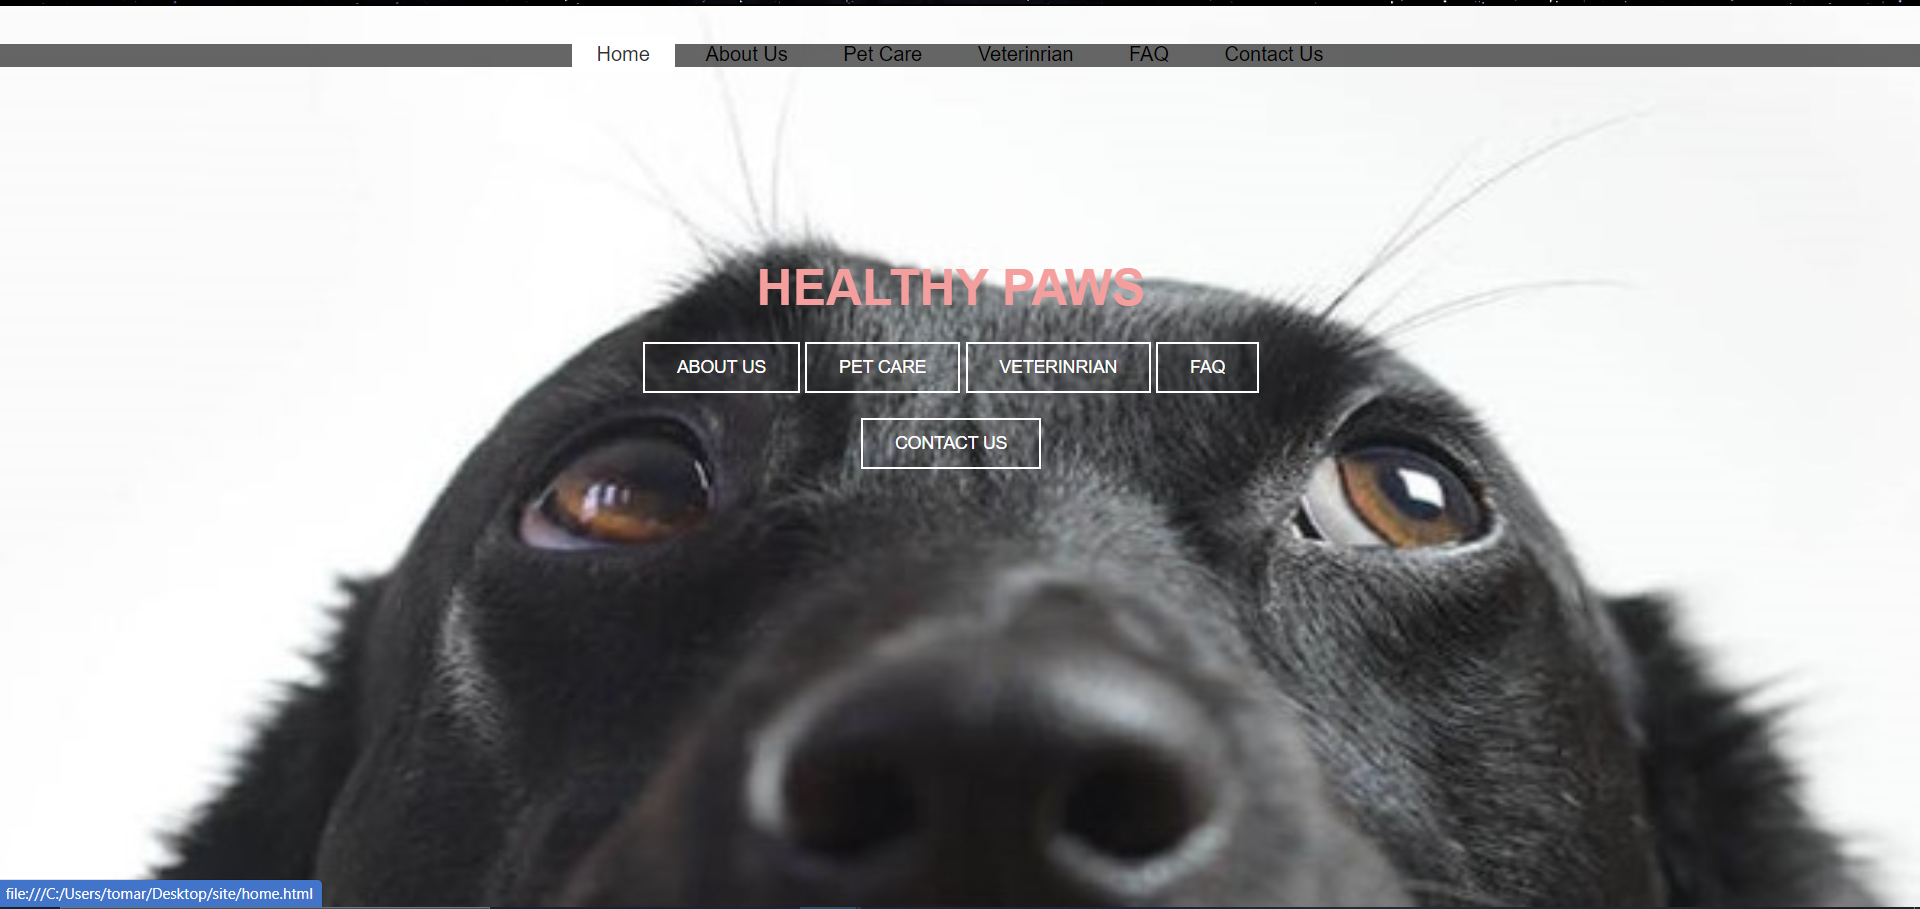 Home About Us Pet Care Veterinrian FAQ Contact Us
HEALTHY PAWS
ABOUT US PET CARE VETERINRIAN FAQ
CONTACT US
file:///C:/Users/tomar/Desktop/site/home.html